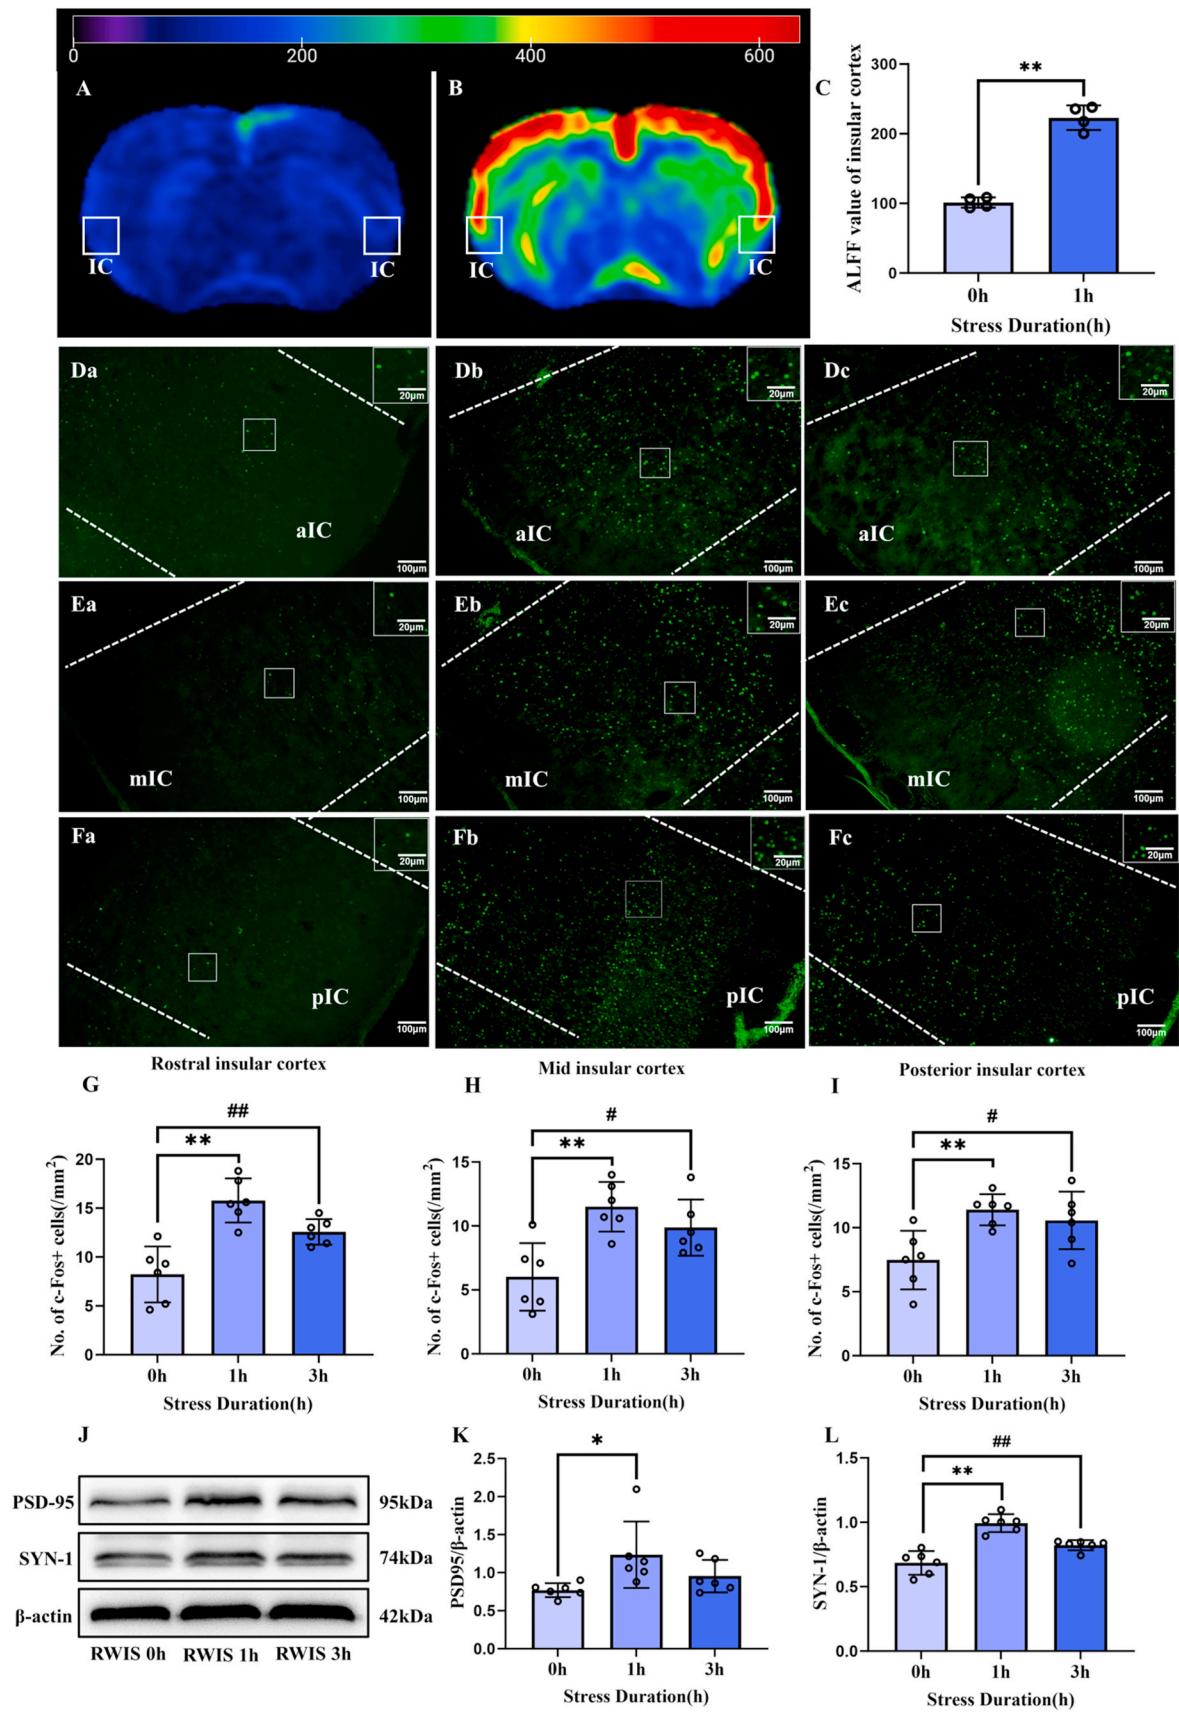 0 200 400 600
A
IC IC
B
IC IC
C
**
ALFF value of insular cortex
300
200
100
0
0h 1h
Stress Duration(h)
Da
20μm
aIC
100μm
Db
20μm
aIC
100μm
Dc
20μm
aIC
100μm
Ea
20μm
mIC
100μm
Eb
20μm
mIC
100μm
Ec
20μm
mIC
100μm
Fa
20μm
pIC
100μm
Fb
20μm
pIC
100μm
Fc
20μm
pIC
100μm
Rostral insular cortex
G
##
**
No. of c-Fos+ cells(/mm²)
20
15
10
5
0
0h 1h 3h
Stress Duration(h)
Mid insular cortex
H
#
**
No. of c-Fos+ cells(/mm²)
15
10
5
0
0h 1h 3h
Stress Duration(h)
Posterior insular cortex
I
#
**
No. of c-Fos+ cells(/mm²)
15
10
5
0
0h 1h 3h
Stress Duration(h)
J
PSD-95 95kDa
SYN-1 74kDa
β-actin 42kDa
RWIS 0h RWIS 1h RWIS 3h
K
*
PSD95/β-actin
2.5
2.0
1.5
1.0
0.5
0.0
0h 1h 3h
Stress Duration(h)
L
##
**
SYN-1/β-actin
1.5
1.0
0.5
0.0
0h 1h 3h
Stress Duration(h)